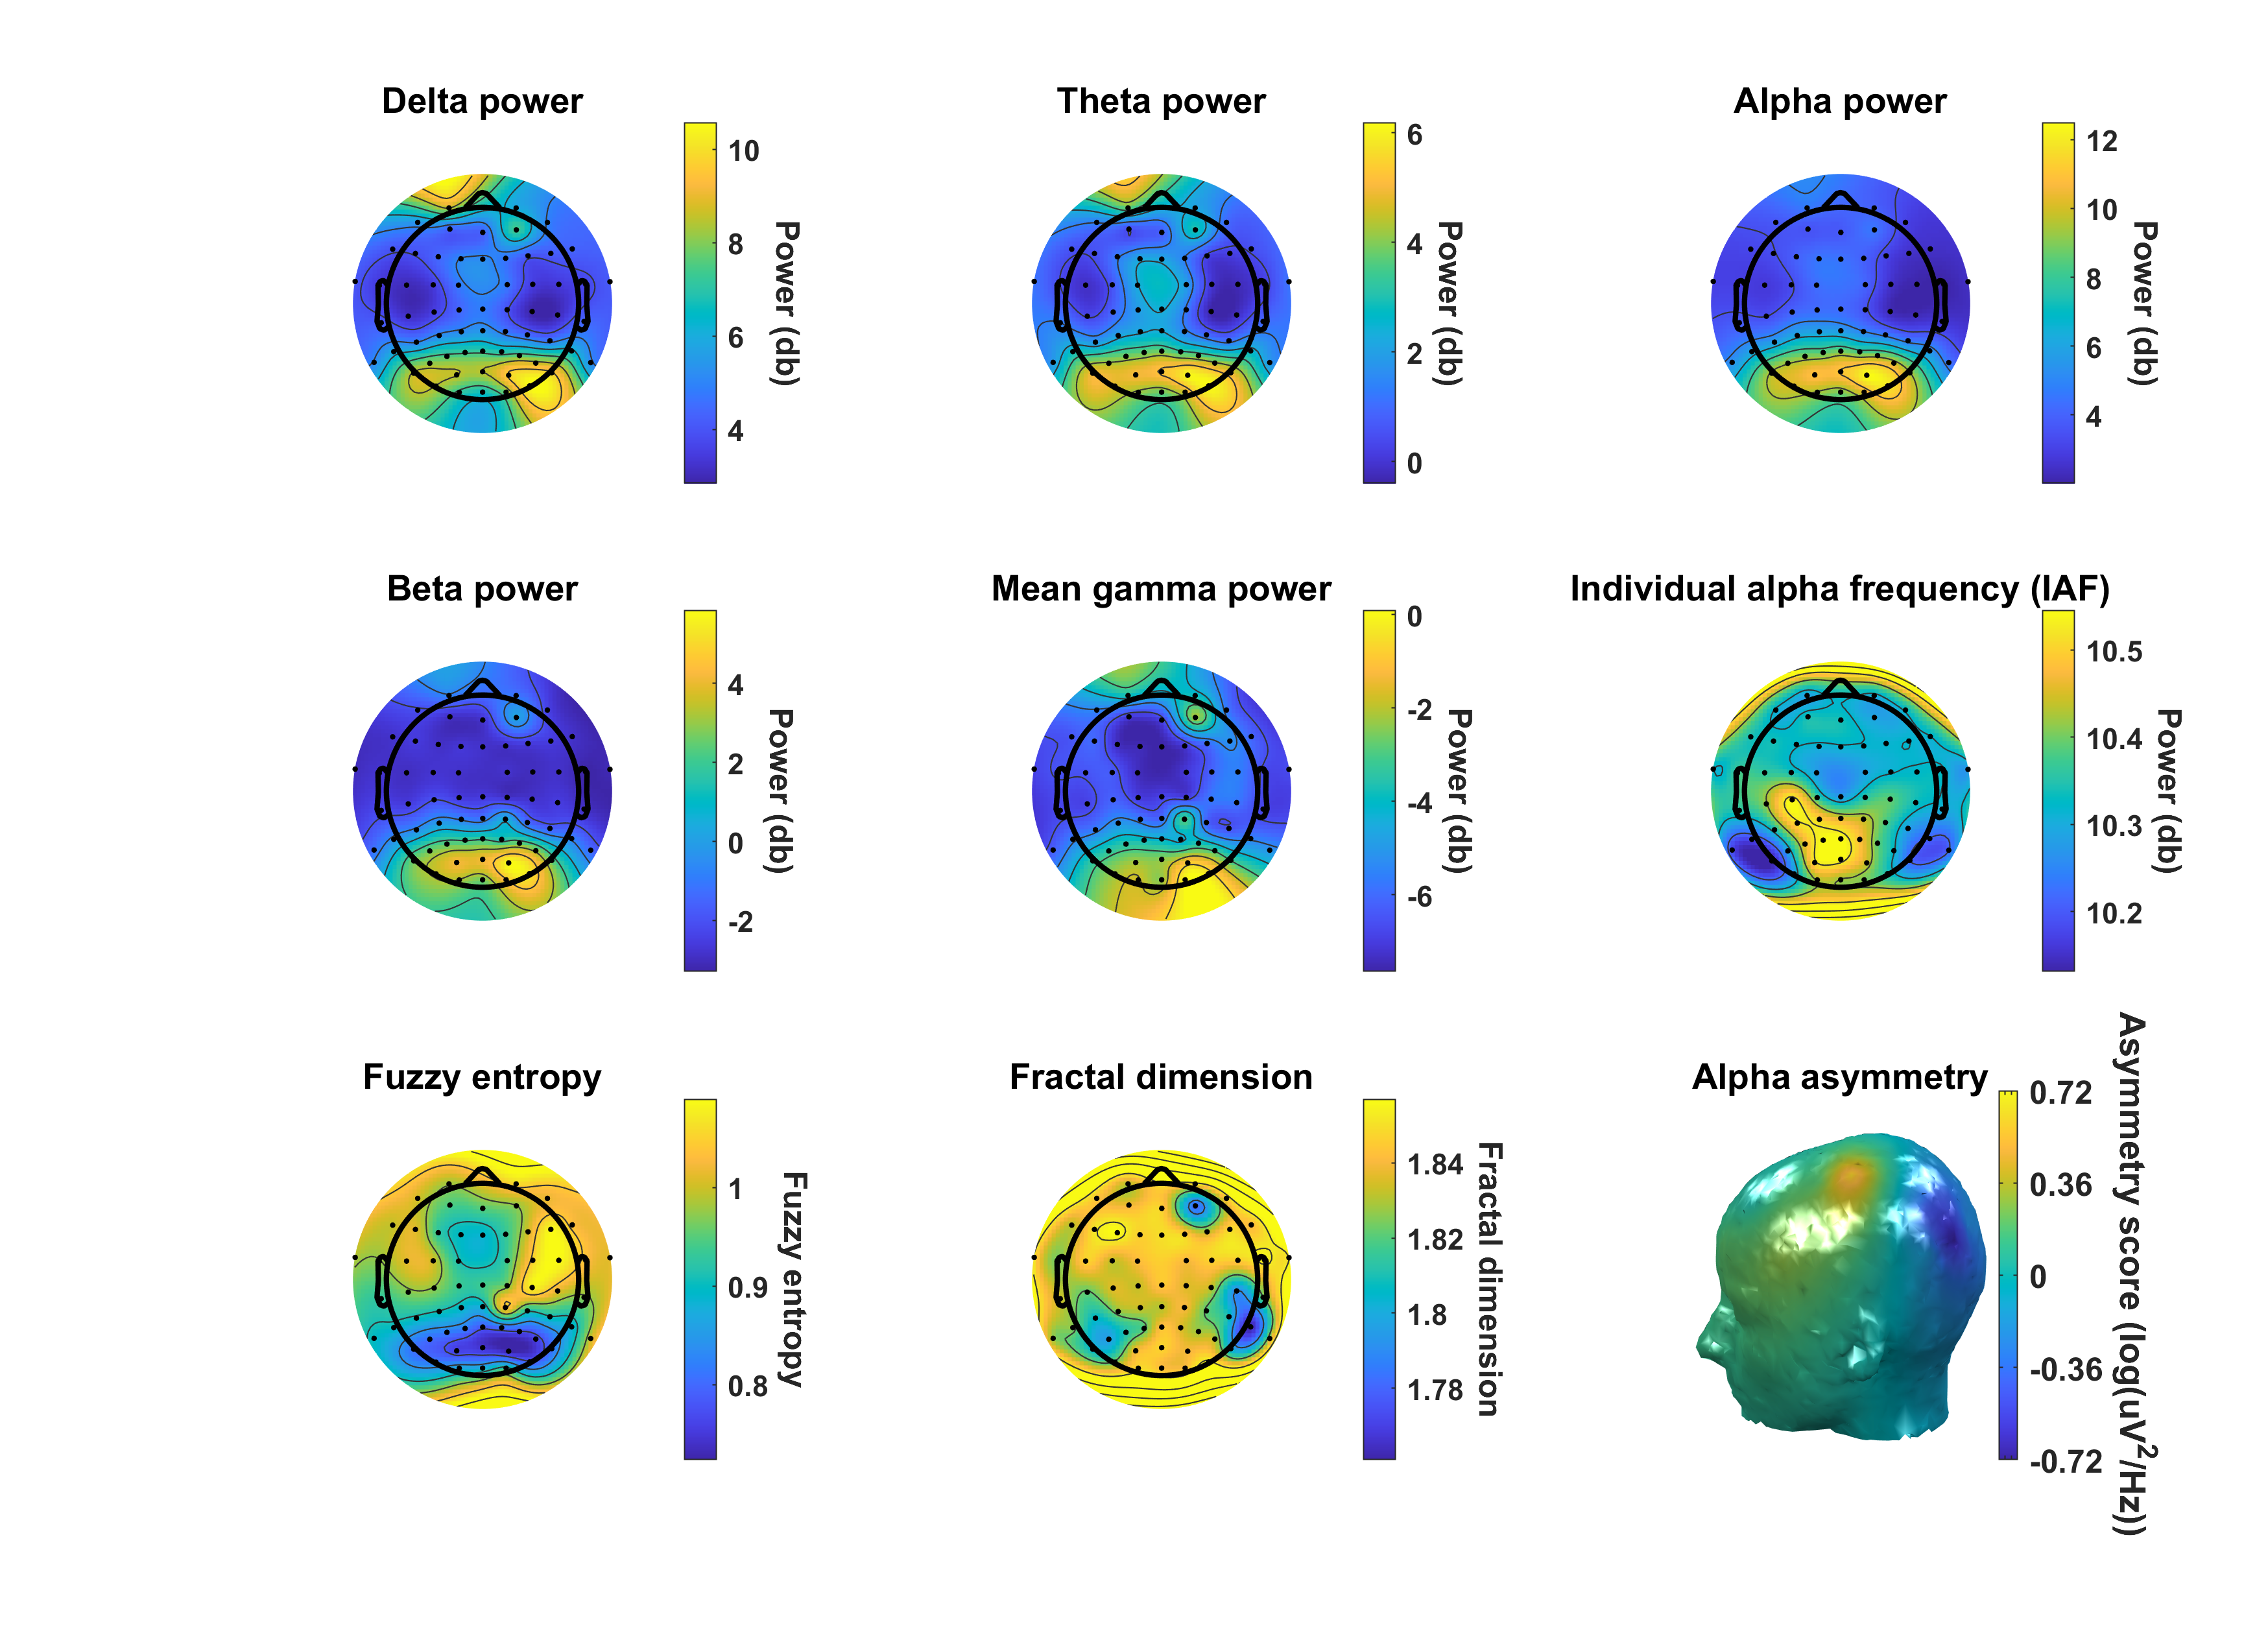 Delta power
10
8
6
4
Power (db)
Theta power
6
4
2
0
Power (db)
Alpha power
12
10
8
6
4
Power (db)
Beta power
4
2
0
-2
Power (db)
Mean gamma power
0
-2
-4
-6
Power (db)
Individual alpha frequency (IAF)
10.5
10.4
10.3
10.2
Power (db)
Fuzzy entropy
1
0.9
0.8
Fuzzy entropy
Fractal dimension
1.84
1.82
1.8
1.78
Fractal dimension
Alpha asymmetry
0.72
0.36
0
-0.36
-0.72
Asymmetry score (log(uV²/Hz))